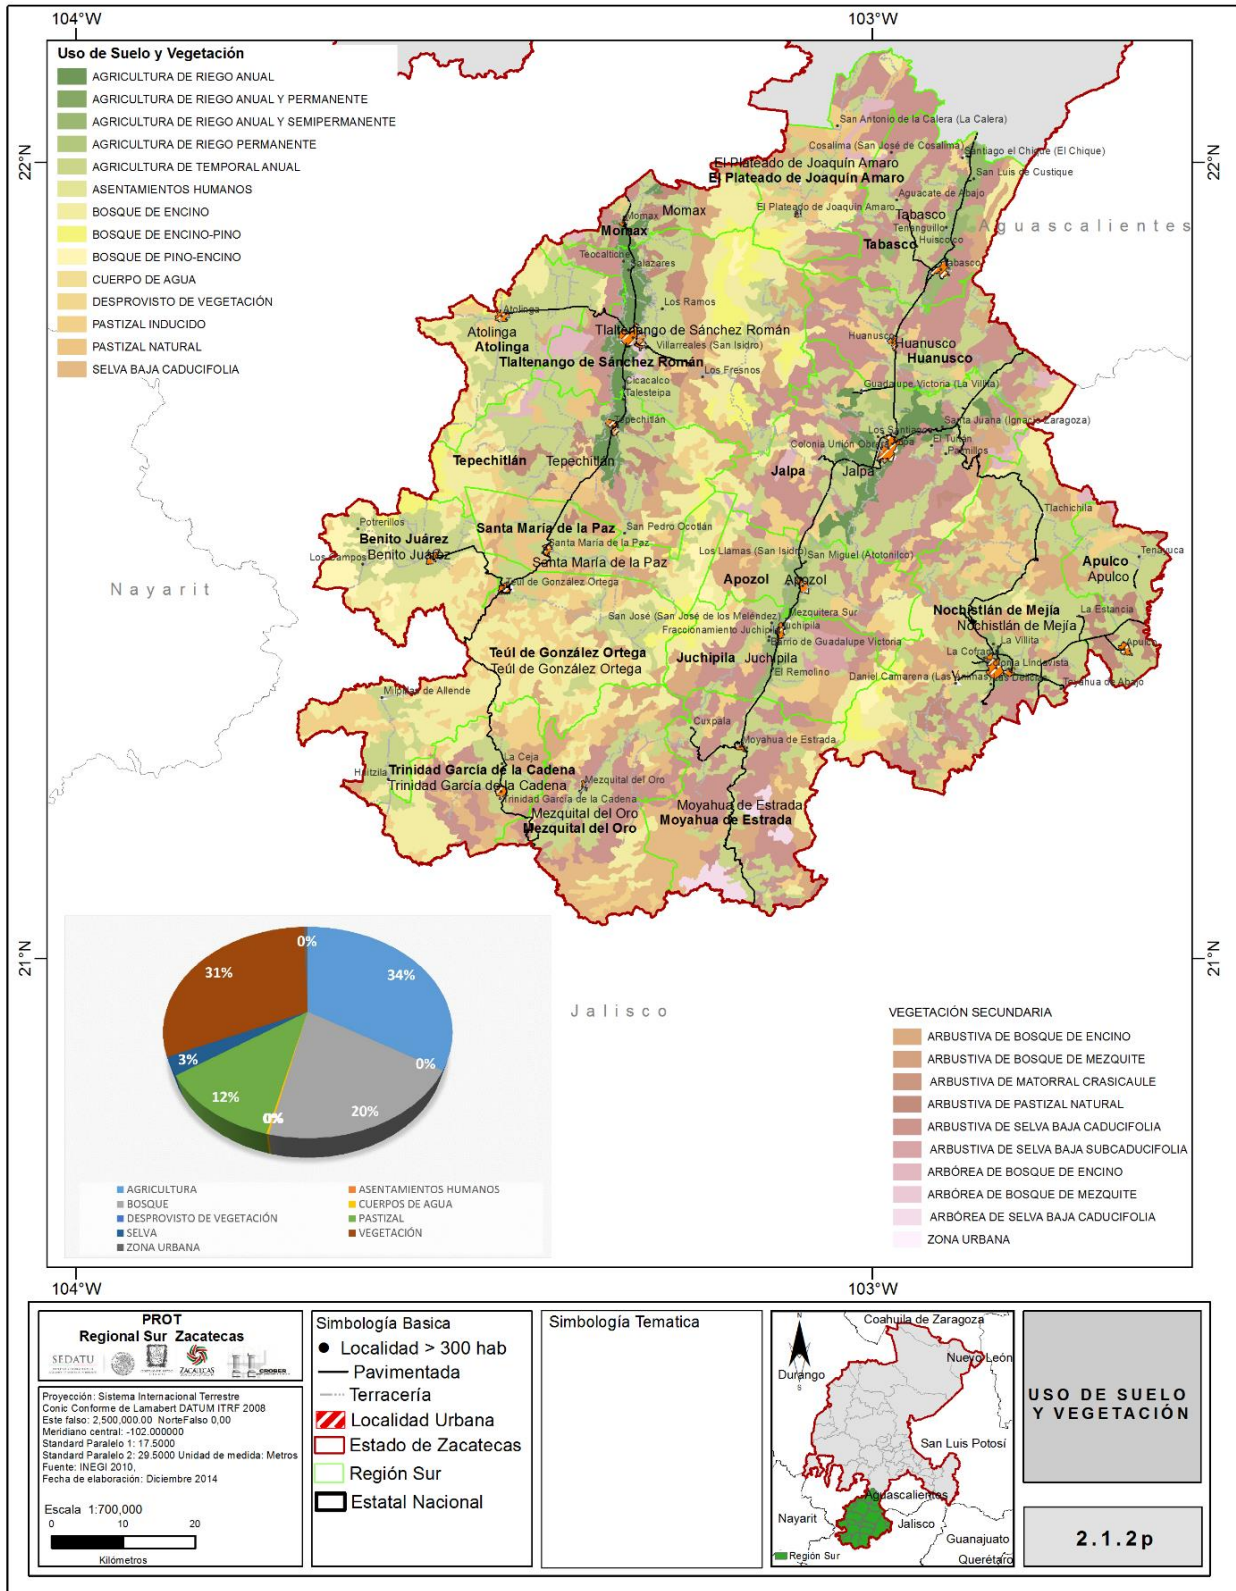 104°W
103°W
Uso de Suelo y Vegetación
AGRICULTURA DE RIEGO ANUAL
AGRICULTURA DE RIEGO ANUAL Y PERMANENTE
AGRICULTURA DE RIEGO ANUAL Y SEMIPERMANENTE
AGRICULTURA DE RIEGO PERMANENTE
AGRICULTURA DE TEMPORAL ANUAL
ASENTAMIENTOS HUMANOS
BOSQUE DE ENCINO
BOSQUE DE ENCINO-PINO
BOSQUE DE PINO-ENCINO
CUERPO DE AGUA
DESPROVISTO DE VEGETACIÓN
PASTIZAL INDUCIDO
PASTIZAL NATURAL
SELVA BAJA CADUCIFOLIA
22°N
22°N
San Antonio de la Calera (La Calera)
Cosalima (San José de Cosalima)
Santiago el Chique (El Chique)
El Plateado de Joaquín Amaro
El Plateado de Joaquín Amaro
San Luis de Custique
Aguacate de Abajo
El Plateado de Joaquín Amaro
Tabasco
Tenanguillo
Huiscolco
Tabasco
Tabasco
Aguascalientes
Momax
Momax
Momax
Teocaltiche
Salazares
Los Ramos
Atolinga
Atolinga
Atolinga
Tlaltenango de Sánchez Román
Villarreales (San Isidro)
Tlaltenango de Sánchez Román
Los Fresnos
Cicacalco
Talesteipa
Huanusco
Huanusco
Huanusco
Guadalupe Victoria (La Villita)
Tepechitlán
Tepechitlán
Tepechitlán
Los Santiagos
Santa Juana (Ignacio Zaragoza)
Colonia Unión Obrera
El Tuitán
Palmillos
Jalpa
Jalpa
Tlachichila
Potrerillos
Benito Juárez
Benito Juárez
Los Campos
Santa María de la Paz
San Pedro Ocotlán
Santa María de la Paz
Santa María de la Paz
Teúl de González Ortega
Los Llamas (San Isidro)
San Miguel (Atotonilco)
Apozol
Apozol
Tenayuca
Apulco
Apulco
Nayarit
San José (San José de los Meléndez)
Mezquitera Sur
Fraccionamiento Juchipila
Juchipila
Barrio de Guadalupe Victoria
Juchipila
Juchipila
El Remolino
Nochistlán de Mejía
Nochistlán de Mejía
La Estancia
La Villita
La Cofradía
Apulco
Daniel Camarena (Las Ánimas)
Las Delicias
Toyahua de Abajo
Teúl de González Ortega
Teúl de González Ortega
Milpillas de Allende
Cuxpala
Moyahua de Estrada
La Ceja
Huitzila
Trinidad García de la Cadena
Trinidad García de la Cadena
Trinidad García de la Cadena
Mezquital del Oro
Mezquital del Oro
Mezquital del Oro
Moyahua de Estrada
Moyahua de Estrada
21°N
21°N
Jalisco
0%
34%
31%
0%
3%
12%
0%
20%
AGRICULTURA
ASENTAMIENTOS HUMANOS
BOSQUE
CUERPOS DE AGUA
DESPROVISTO DE VEGETACIÓN
PASTIZAL
SELVA
VEGETACIÓN
ZONA URBANA
VEGETACIÓN SECUNDARIA
ARBUSTIVA DE BOSQUE DE ENCINO
ARBUSTIVA DE BOSQUE DE MEZQUITE
ARBUSTIVA DE MATORRAL CRASICAULE
ARBUSTIVA DE PASTIZAL NATURAL
ARBUSTIVA DE SELVA BAJA CADUCIFOLIA
ARBUSTIVA DE SELVA BAJA SUBCADUCIFOLIA
ARBÓREA DE BOSQUE DE ENCINO
ARBÓREA DE BOSQUE DE MEZQUITE
ARBÓREA DE SELVA BAJA CADUCIFOLIA
ZONA URBANA
104°W
103°W
PROT
Regional Sur Zacatecas
SEDATU
ZACATECAS
Proyección: Sistema Internacional Terrestre
Conic Conforme de Lamabert DATUM ITRF 2008
Este falso: 2,500,000.00 NorteFalso 0,00
Meridiano central: -102.000000
Standard Paralelo 1: 17.5000
Standard Paralelo 2: 29.5000 Unidad de medida: Metros
Fuente: INEGI 2010,
Fecha de elaboración: Diciembre 2014
Escala 1:700,000
0 10 20
Kilómetros
Simbología Basica
Localidad > 300 hab
Pavimentada
Terracería
Localidad Urbana
Estado de Zacatecas
Región Sur
Estatal Nacional
Simbología Tematica
N
Coahuila de Zaragoza
Nuevo León
Durango
San Luis Potosí
Aguascalientes
Nayarit
Jalisco
Guanajuato
Querétaro
Región Sur
USO DE SUELO
Y VEGETACIÓN
2.1.2p